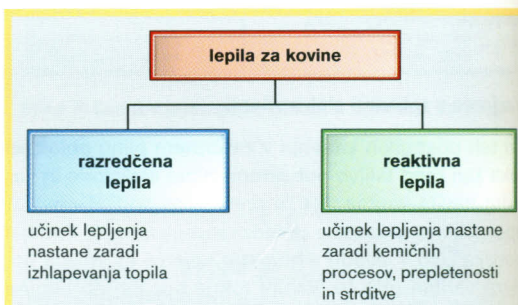 lepila za kovine
razredčena
lepila
učinek lepljenja
nastane zaradi
izhlapevanja topila
reaktivna
lepila
učinek lepljenja nastane
zaradi kemičnih
procesov, prepletenosti
in strditve